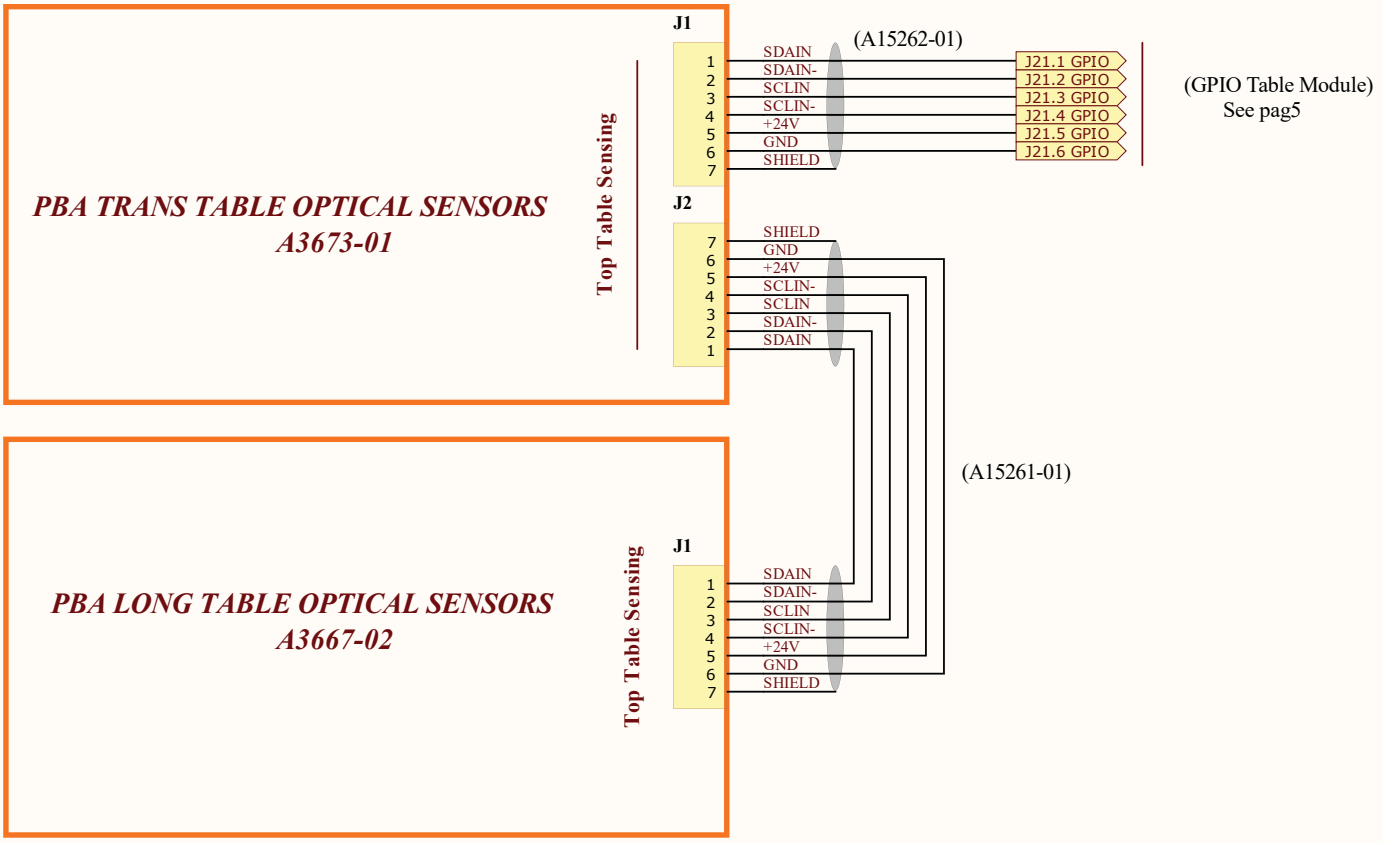 J1
(A15262-01)
1 SDAIN J21.1 GPIO
2 SDAIN- J21.2 GPIO
3 SCLIN J21.3 GPIO
4 SCLIN- J21.4 GPIO
5 +24V J21.5 GPIO
6 GND J21.6 GPIO
7 SHIELD
(GPIO Table Module)
See pag5
Top Table Sensing
PBA TRANS TABLE OPTICAL SENSORS
A3673-01
J2
7 SHIELD
6 GND
5 +24V
4 SCLIN-
3 SCLIN
2 SDAIN-
1 SDAIN
(A15261-01)
J1
Top Table Sensing
PBA LONG TABLE OPTICAL SENSORS
A3667-02
1 SDAIN
2 SDAIN-
3 SCLIN
4 SCLIN-
5 +24V
6 GND
7 SHIELD